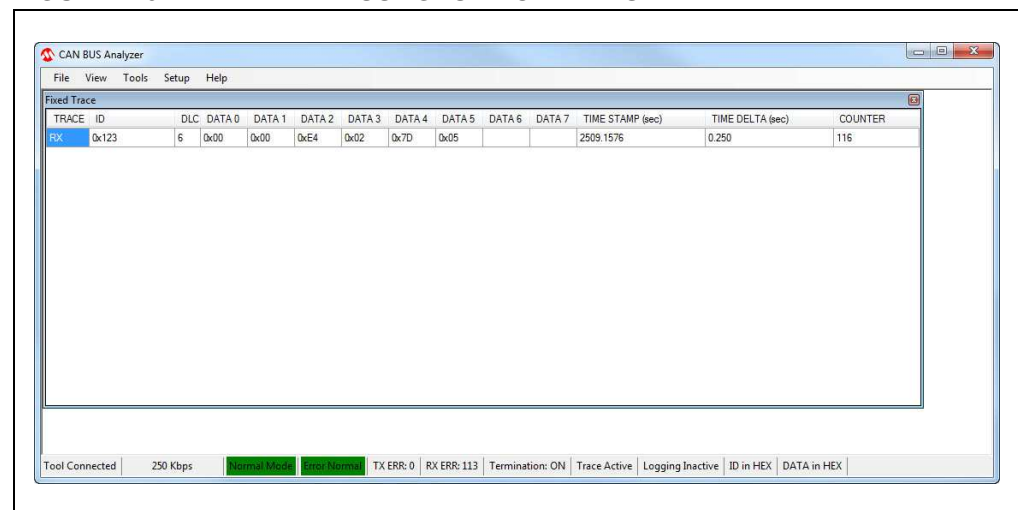 CAN BUS Analyzer
File View Tools Setup Help
Fixed Trace
TRACE ID DLC DATA 0 DATA 1 DATA 2 DATA 3 DATA 4 DATA 5 DATA 6 DATA 7 TIME STAMP (sec) TIME DELTA (sec) COUNTER
RX 0x123 6 0x00 0x00 0xE4 0x02 0x7D 0x05 2509.1576 0.250 116
Tool Connected 250 Kbps Normal Mode Error Normal TX ERR: 0 RX ERR: 113 Termination: ON Trace Active Logging Inactive ID in HEX DATA in HEX